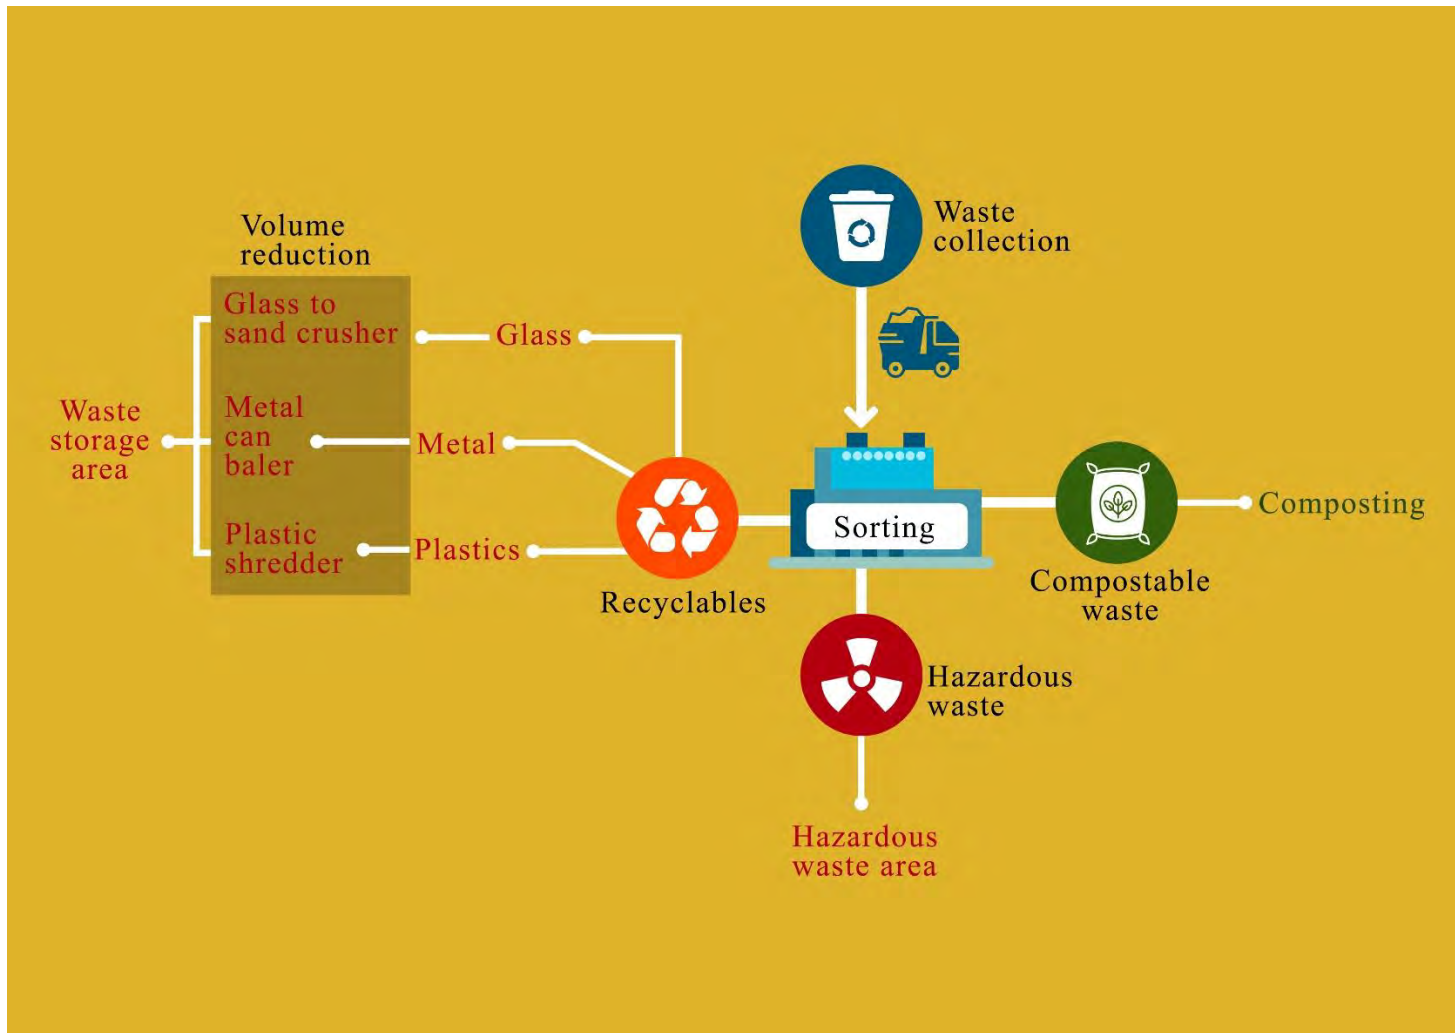 Waste
collection
Volume
reduction
Glass to
sand crusher
Glass
Metal
can
baler
Metal
Waste
storage
area
Plastic
shredder
Plastics
Recyclables
Sorting
Compostable
waste
Composting
Hazardous
waste
Hazardous
waste area